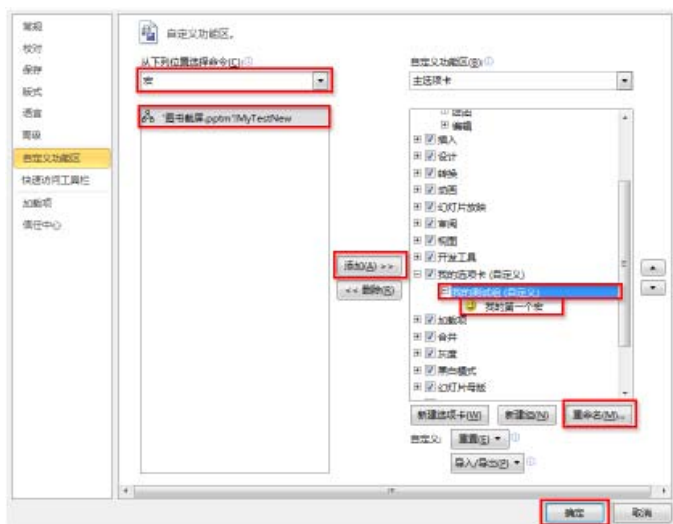 常规
校对
保存
版式
语言
高级
自定义功能区
快速访问工具栏
加载项
信任中心
自定义功能区。
从下列位置选择命令(C):
宏
'图书截屏.pptm'!MyTestNew
添加(A) >>
<< 删除(R)
自定义功能区(B):
主选项卡
编辑
插入
设计
转换
动画
幻灯片放映
审阅
视图
开发工具
我的选项卡 (自定义)
我的测试组 (自定义)
我的第一个宏
加载项
合并
灰度
黑白模式
幻灯片母版
新建选项卡(W)
新建组(N)
重命名(M)...
自定义:
重置(E)
导入/导出(P)
确定
取消